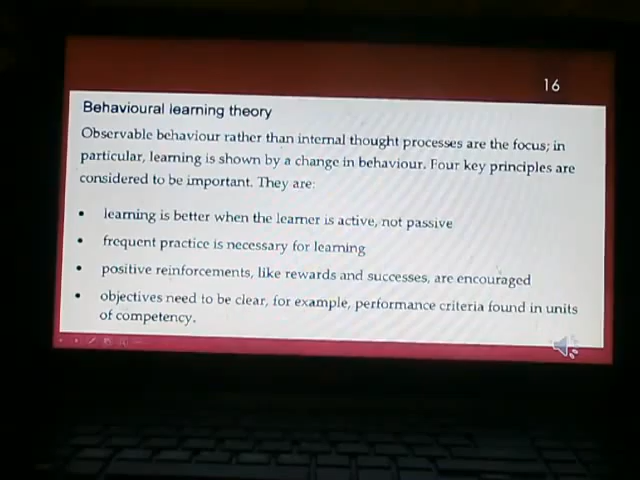 16
Behavioural learning theory
Observable behaviour rather than internal thought processes are the focus; in
particular, learning is shown by a change in behaviour. Four key principles are
considered to be important. They are:
• learning is better when the learner is active, not passive
• frequent practice is necessary for learning
• positive reinforcements, like rewards and successes, are encouraged
• objectives need to be clear, for example, performance criteria found in units
of competency.